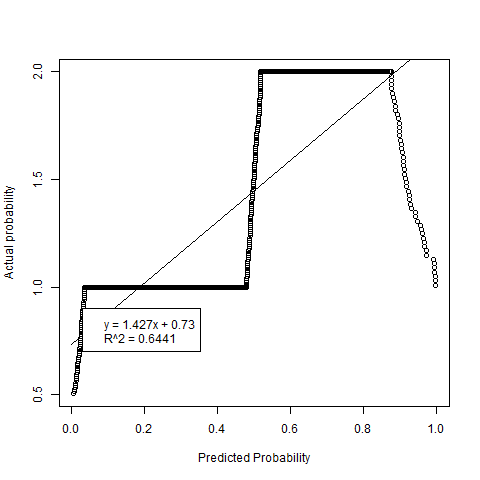 2.0
1.5
1.0
0.5
Actual probability
y = 1.427x + 0.73
R^2 = 0.6441
0.0 0.2 0.4 0.6 0.8 1.0
Predicted Probability